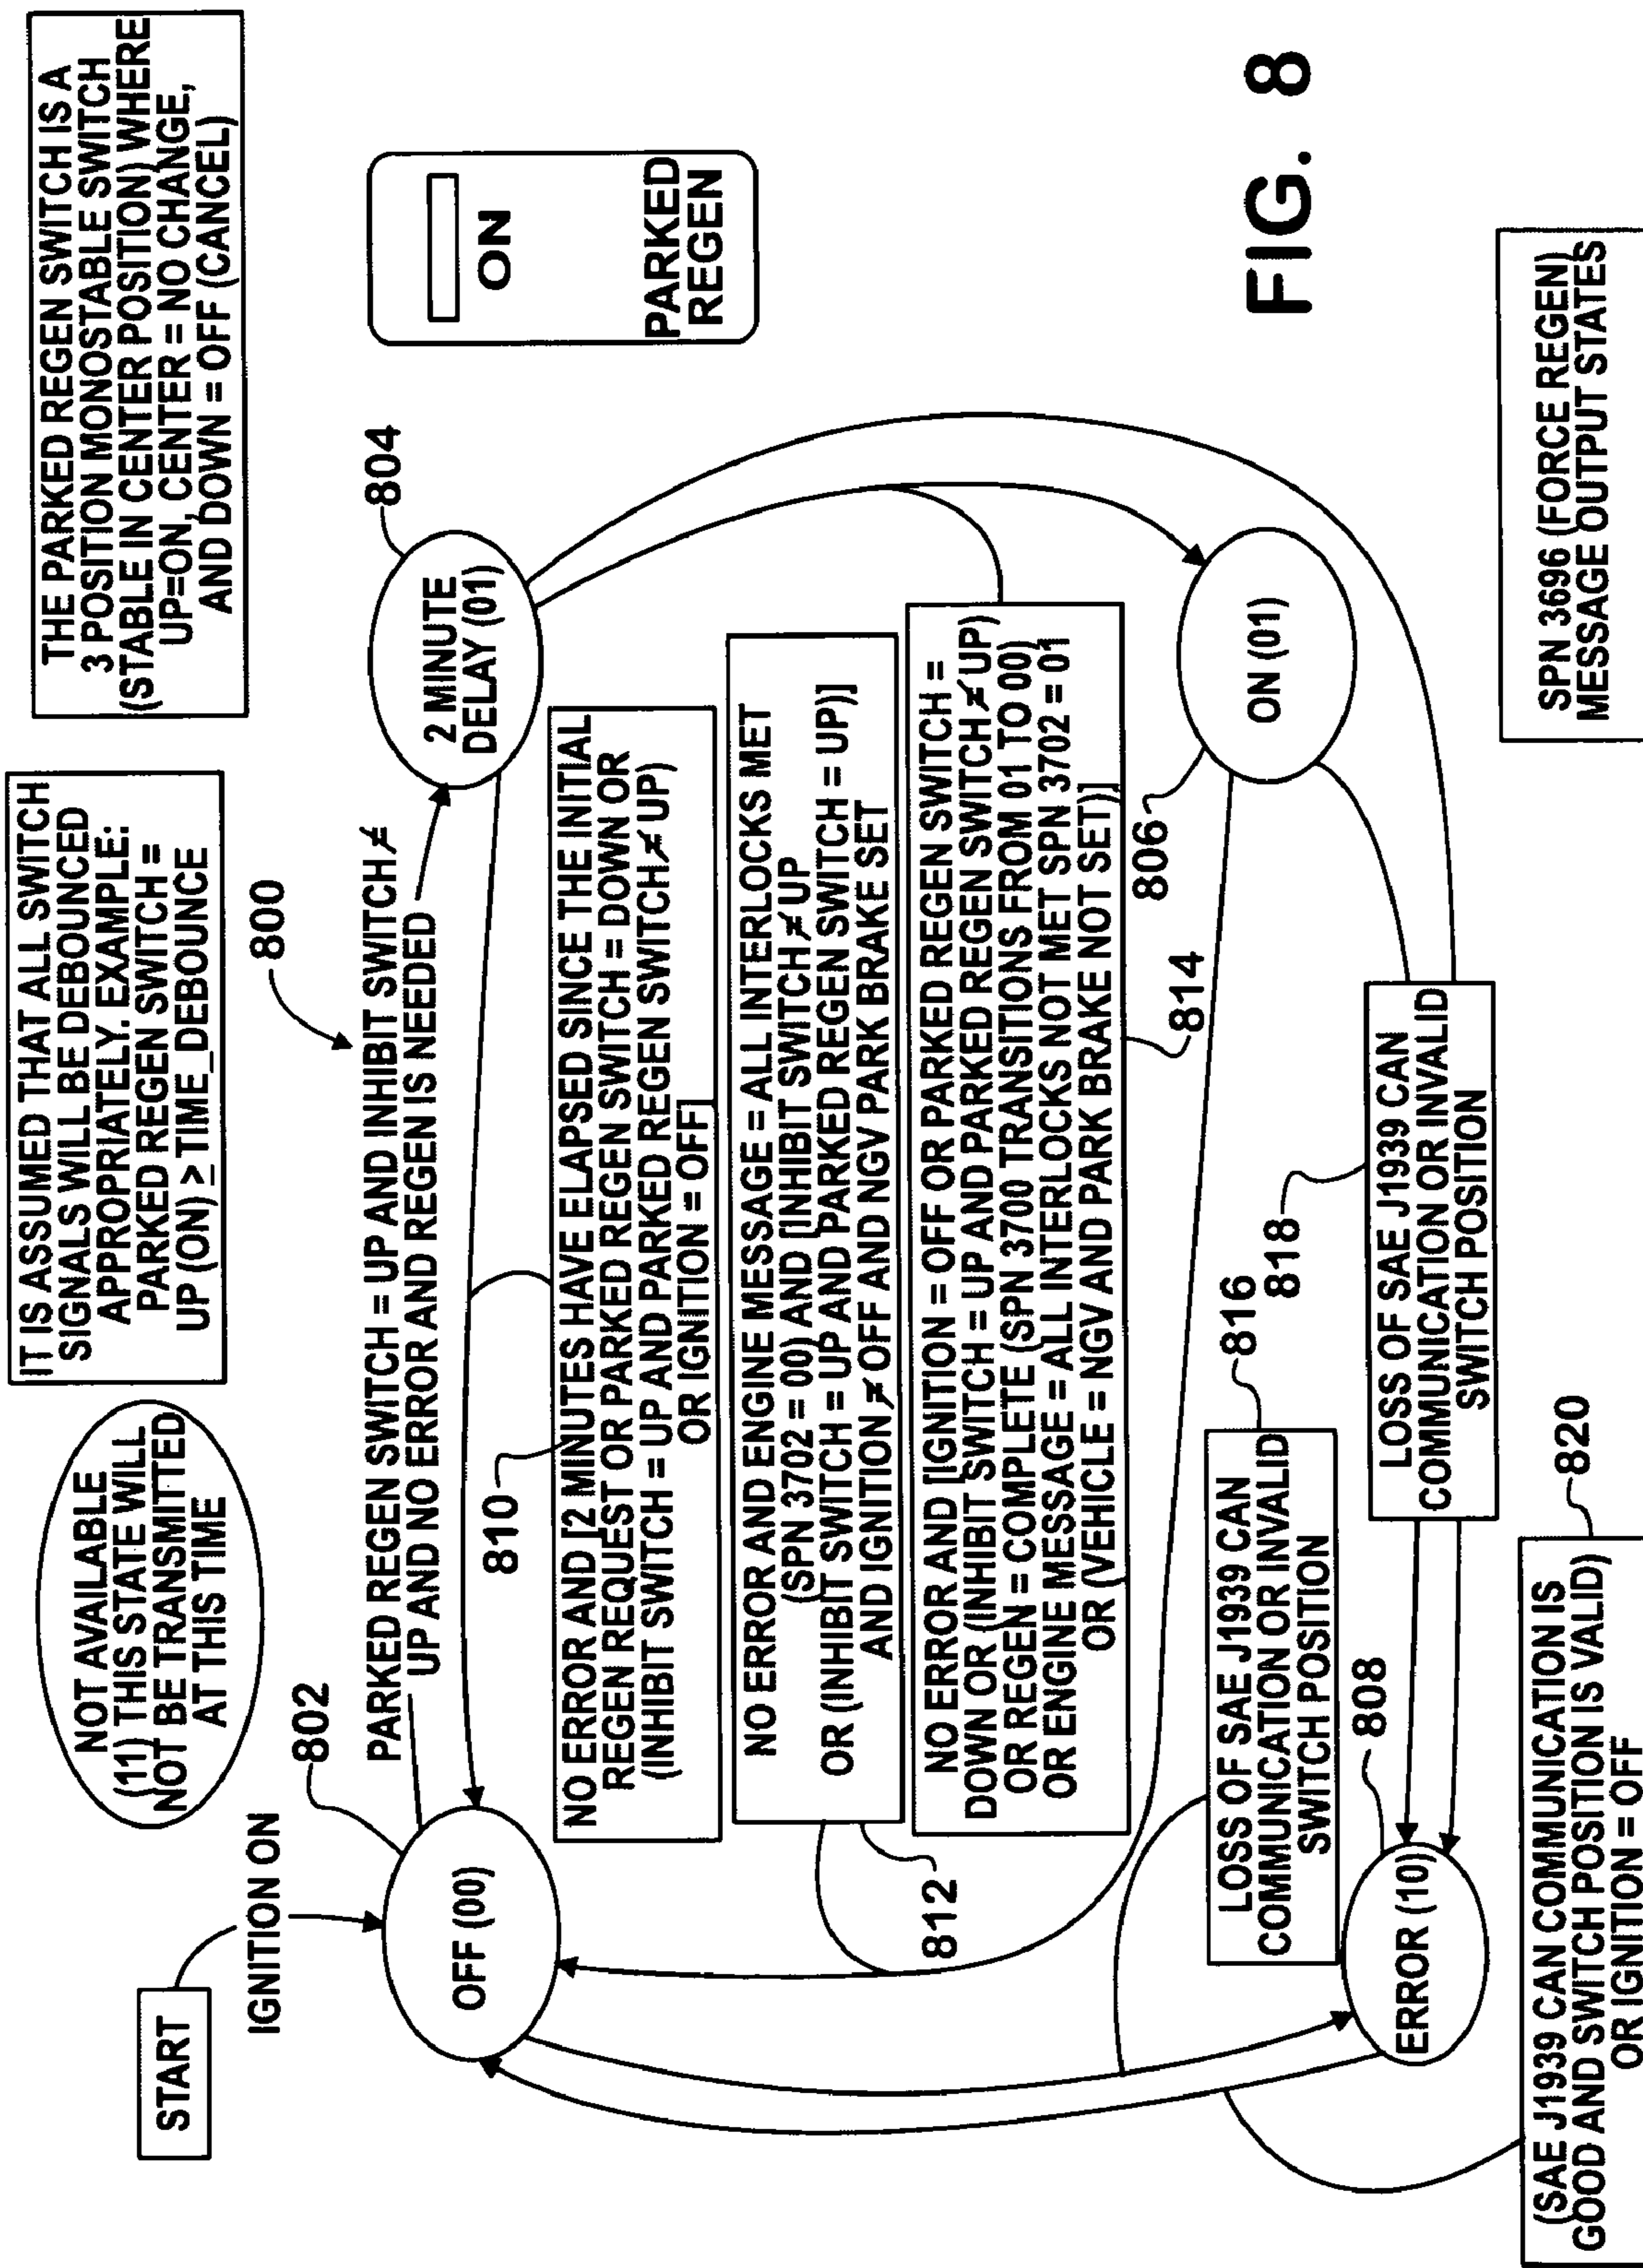 START
IGNITION ON
NOT AVAILABLE
(11) THIS STATE WILL
NOT BE TRANSMITTED
AT THIS TIME
IT IS ASSUMED THAT ALL SWITCH
SIGNALS WILL BE DEBOUNCED
APPROPRIATELY. EXAMPLE:
PARKED REGEN SWITCH =
UP (ON) ≥ TIME_DEBOUNCE
THE PARKED REGEN SWITCH IS A
3 POSITION MONOSTABLE SWITCH
(STABLE IN CENTER POSITION) WHERE
UP=ON, CENTER = NO CHANGE,
AND DOWN = OFF (CANCEL)
802
800
PARKED REGEN SWITCH = UP AND INHIBIT SWITCH ≠
UP AND NO ERROR AND REGEN IS NEEDED
804
OFF (00)
2 MINUTE
DELAY (01)
ON
PARKED
REGEN
810
NO ERROR AND [2 MINUTES HAVE ELAPSED SINCE THE INITIAL
REGEN REQUEST OR PARKED REGEN SWITCH = DOWN OR
(INHIBIT SWITCH = UP AND PARKED REGEN SWITCH ≠ UP)
OR IGNITION = OFF]
NO ERROR AND ENGINE MESSAGE = ALL INTERLOCKS MET
(SPN 3702 = 00) AND [INHIBIT SWITCH ≠ UP
OR (INHIBIT SWITCH = UP AND PARKED REGEN SWITCH = UP)]
AND IGNITION ≠ OFF AND NGV PARK BRAKE SET
812
NO ERROR AND [IGNITION = OFF OR PARKED REGEN SWITCH =
DOWN OR (INHIBIT SWITCH = UP AND PARKED REGEN SWITCH ≠ UP)
OR REGEN = COMPLETE (SPN 3700 TRANSITIONS FROM 01 TO 00)
OR ENGINE MESSAGE = ALL INTERLOCKS NOT MET SPN 3702 = 01
OR (VEHICLE = NGV AND PARK BRAKE NOT SET)]
814
806
ON (01)
816
LOSS OF SAE J1939 CAN
COMMUNICATION OR INVALID
SWITCH POSITION
818
LOSS OF SAE J1939 CAN
COMMUNICATION OR INVALID
SWITCH POSITION
808
ERROR (10)
820
(SAE J1939 CAN COMMUNICATION IS
GOOD AND SWITCH POSITION IS VALID)
OR IGNITION = OFF
SPN 3696 (FORCE REGEN)
MESSAGE OUTPUT STATES
FIG. 8